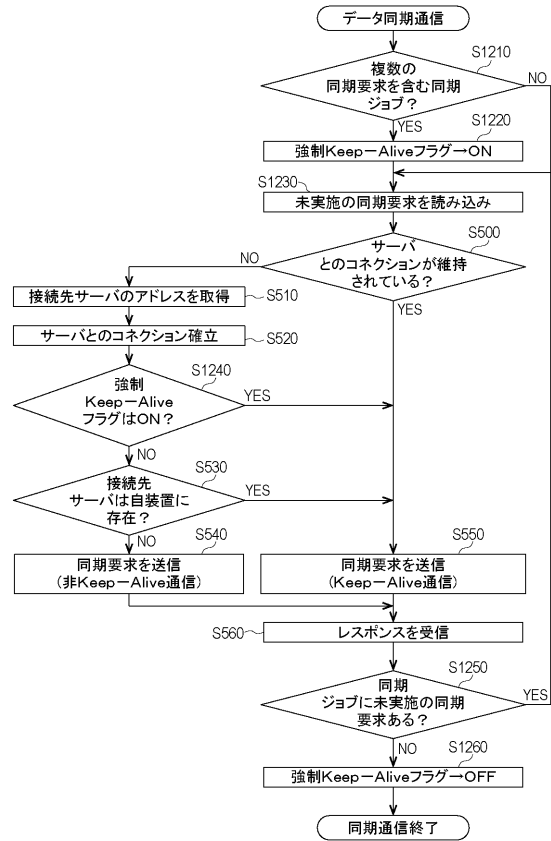 データ同期通信
S1210
複数の
同期要求を含む同期
ジョブ？
NO
YES
S1220
強制Keep－Aliveフラグ→ON
S1230
未実施の同期要求を読み込み
S500
サーバ
とのコネクションが維持
されている？
NO
YES
接続先サーバのアドレスを取得
S510
サーバとのコネクション確立
S520
S1240
強制
Keep－Alive
フラグはON？
YES
NO
S530
接続先
サーバは自装置に
存在？
YES
NO
S540
同期要求を送信
(非Keep－Alive通信)
S550
同期要求を送信
(Keep－Alive通信)
S560
レスポンスを受信
S1250
同期
ジョブに未実施の同期
要求ある？
YES
NO
S1260
強制Keep－Aliveフラグ→OFF
同期通信終了